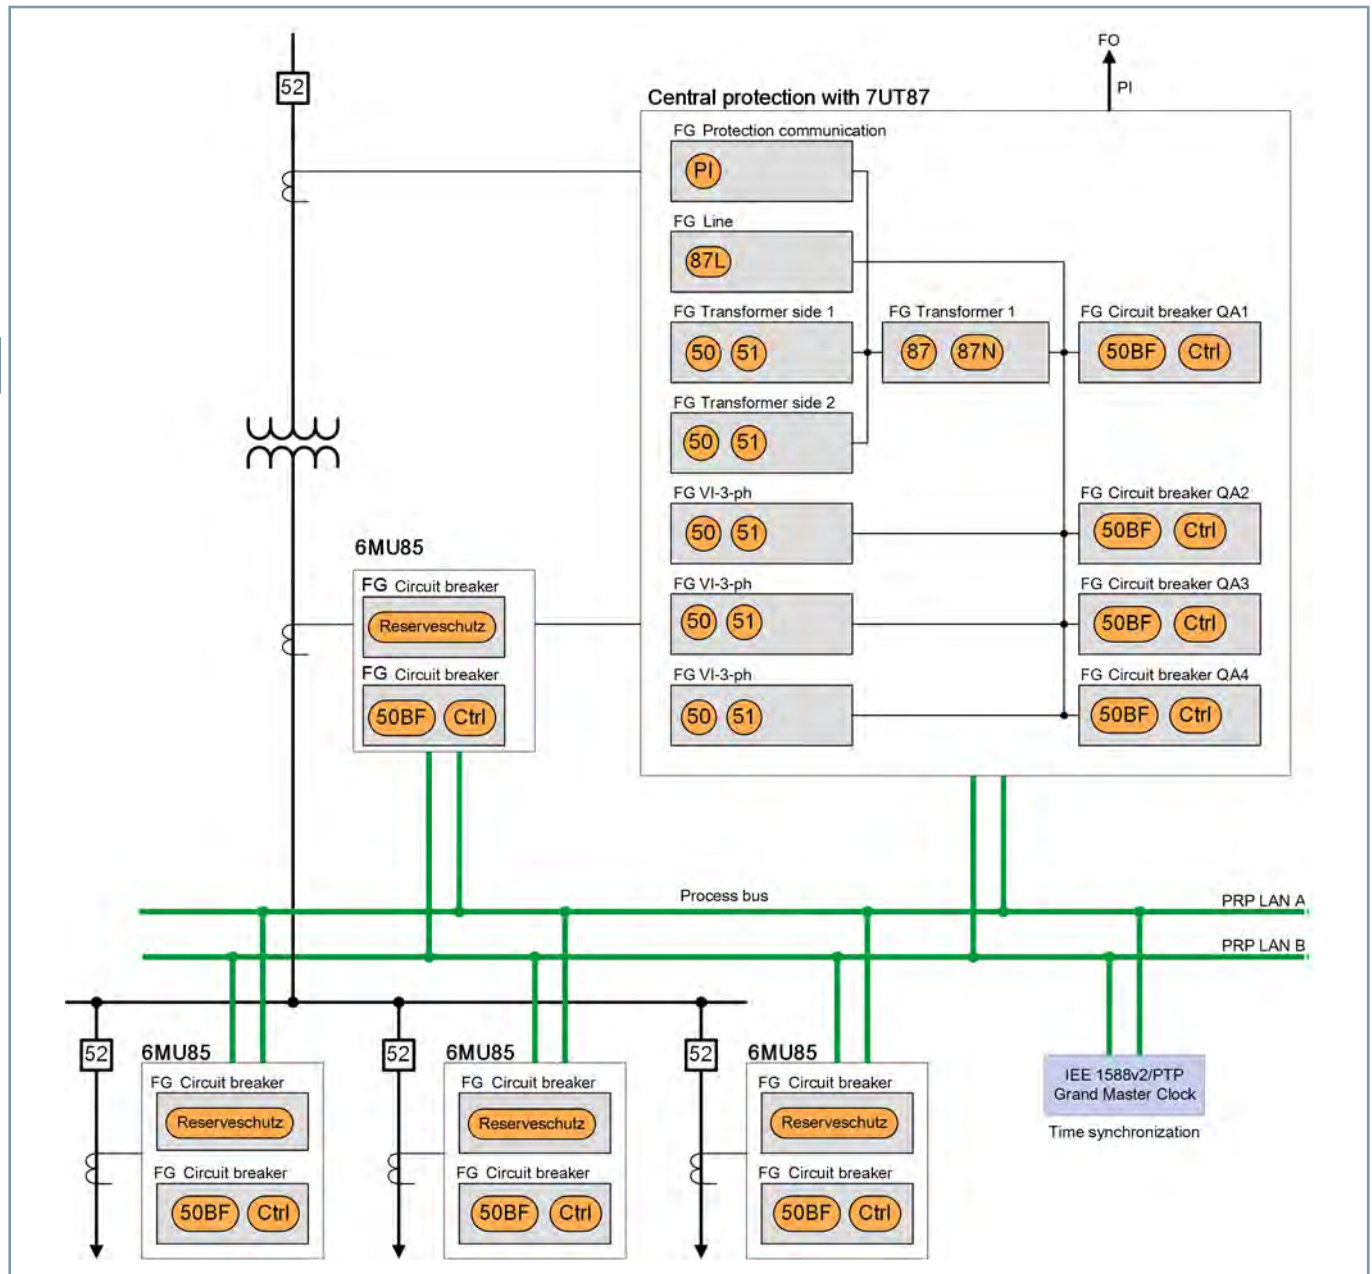 FO
PI
52
Central protection with 7UT87
FG Protection communication
PI
FG Line
87L
FG Transformer side 1
50 51
FG Transformer 1
87 87N
FG Circuit breaker QA1
50BF Ctrl
FG Transformer side 2
50 51
FG VI-3-ph
50 51
FG Circuit breaker QA2
50BF Ctrl
FG VI-3-ph
50 51
FG Circuit breaker QA3
50BF Ctrl
FG VI-3-ph
50 51
FG Circuit breaker QA4
50BF Ctrl
6MU85
FG Circuit breaker
Reserveschutz
FG Circuit breaker
50BF Ctrl
Process bus
PRP LAN A
PRP LAN B
52
6MU85
FG Circuit breaker
Reserveschutz
FG Circuit breaker
50BF Ctrl
52
6MU85
FG Circuit breaker
Reserveschutz
FG Circuit breaker
50BF Ctrl
52
6MU85
FG Circuit breaker
Reserveschutz
FG Circuit breaker
50BF Ctrl
IEE 1588v2/PTP
Grand Master Clock
Time synchronization